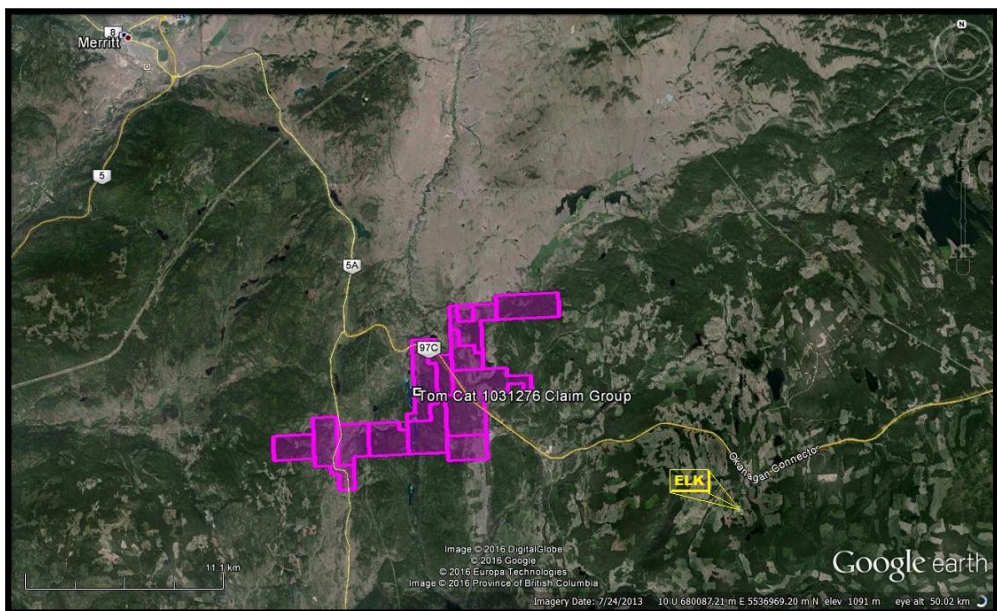 8
Merritt
N
5
5A
97C
Tom Cat 1031276 Claim Group
Okanagan Connector
ELK
Image © 2016 DigitalGlobe
© 2016 Google
© 2016 Europa Technologies
Image © 2016 Province of British Columbia
11.1 km
Google earth
Imagery Date: 7/24/2013 10 U 680087.21 m E 5536969.20 m N elev 1091 m eye alt 50.02 km